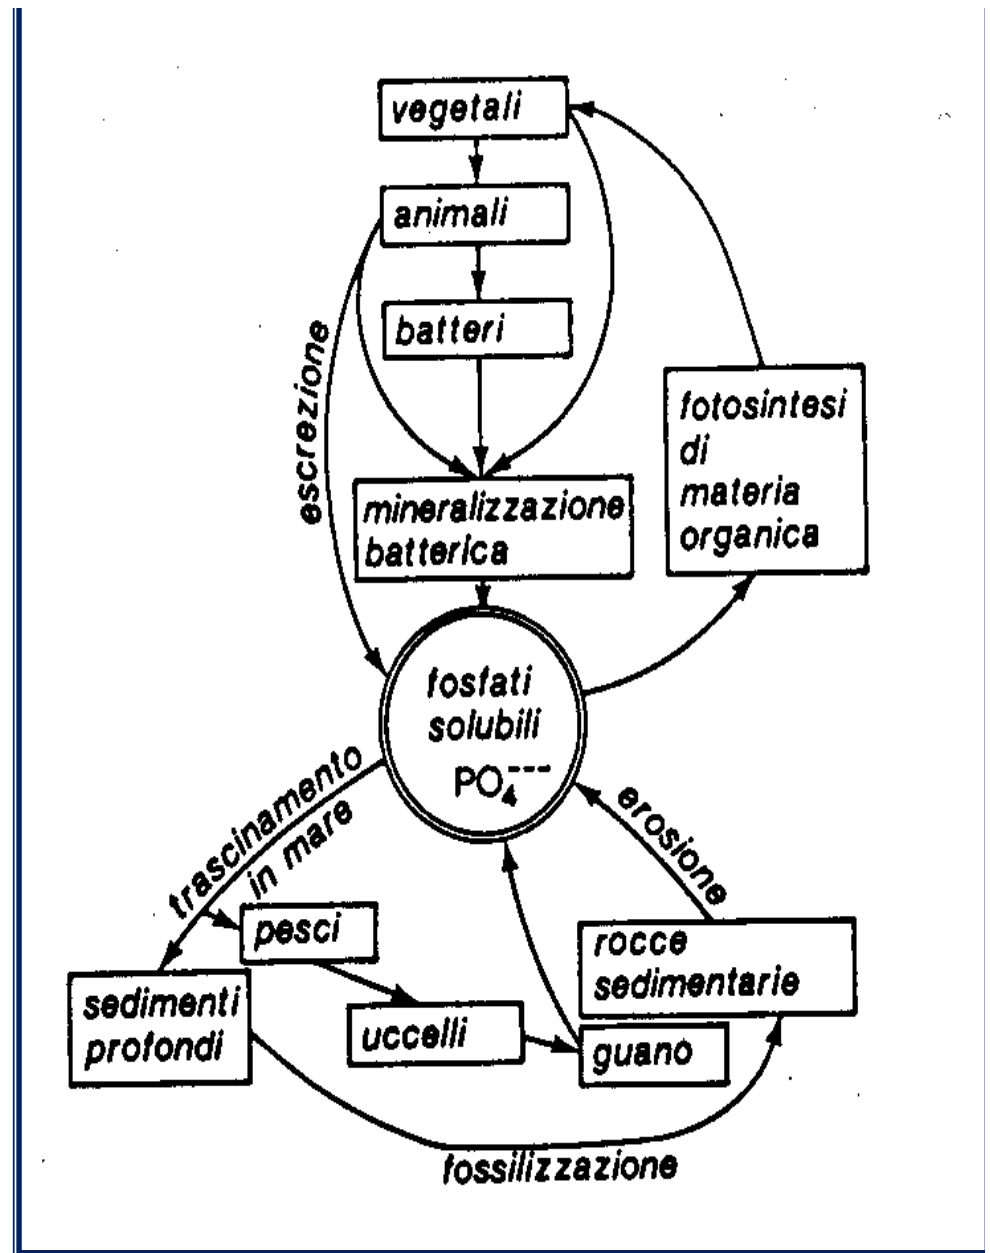 vegetali
animali
batteri
escrezione
fotosintesi
di
materia
organica
mineralizzazione
batterica
fosfati
solubili
PO₄⁻⁻⁻
trascinamento
in mare
erosione
pesci
rocce
sedimentarie
sedimenti
profondi
uccelli
guano
fossilizzazione